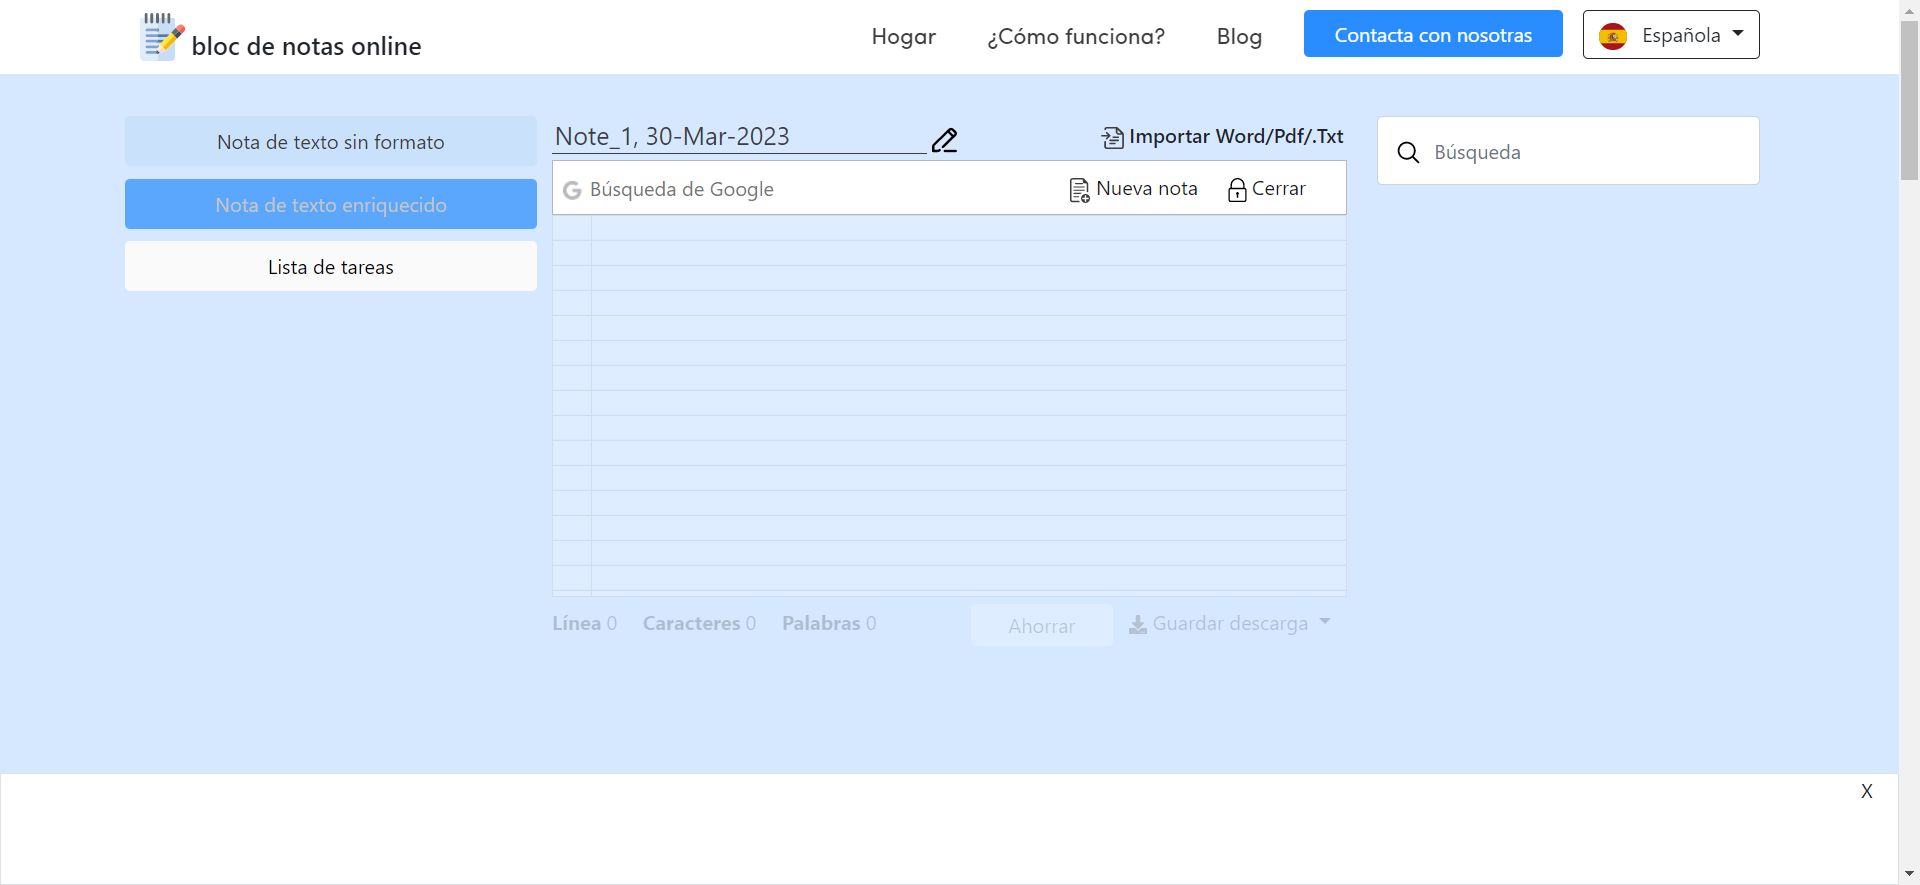 bloc de notas online
Hogar
¿Cómo funciona?
Blog
Contacta con nosotras
Española
Nota de texto sin formato
Nota de texto enriquecido
Lista de tareas
Note_1, 30-Mar-2023
Importar Word/Pdf/.Txt
Búsqueda de Google
Nueva nota
Cerrar
Búsqueda
Línea 0
Caracteres 0
Palabras 0
Ahorrar
Guardar descarga
X